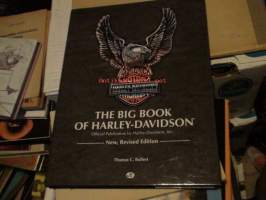 THE BIG BOOK
OF HARLEY-DAVIDSON
Official Publication by Harley-Davidson, Inc.
New, Revised Edition
Thomas C. Bolfert